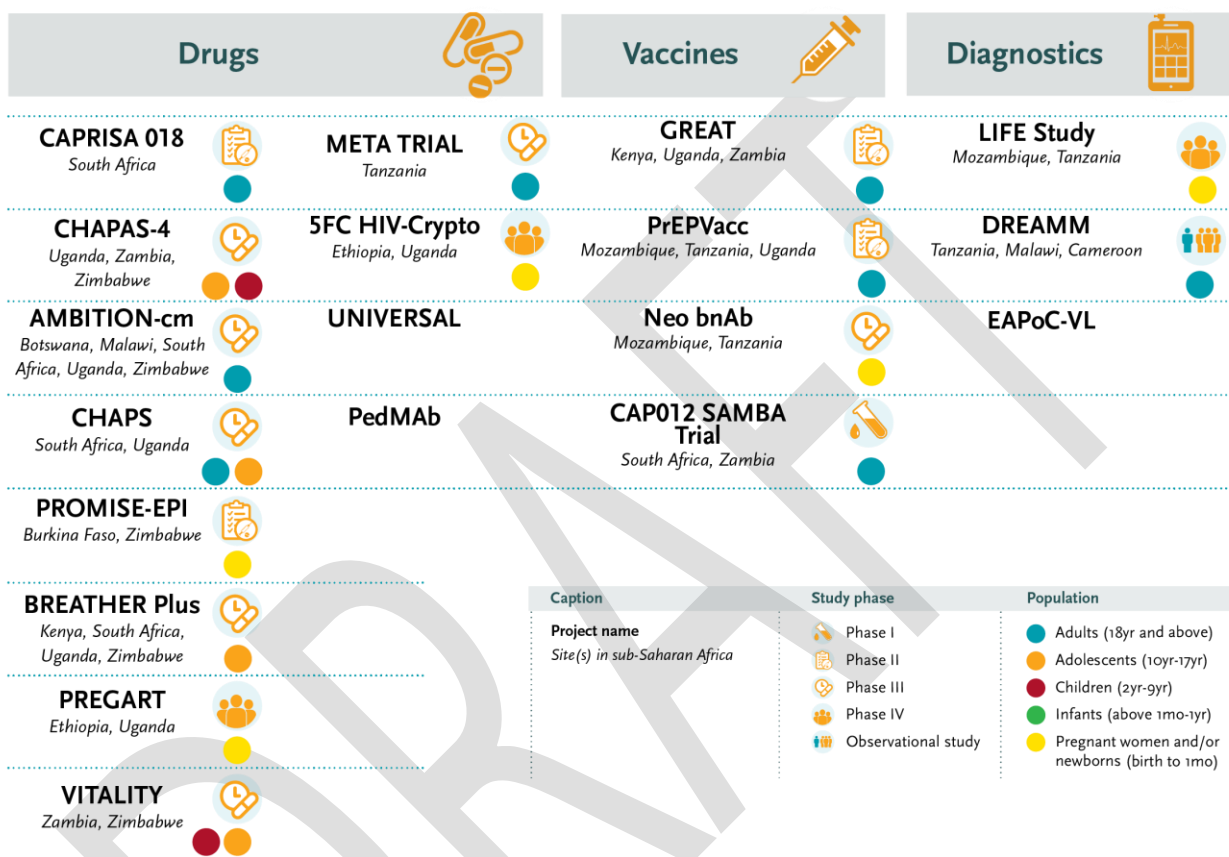 Drugs
Vaccines
Diagnostics
CAPRISA 018
South Africa
META TRIAL
Tanzania
GREAT
Kenya, Uganda, Zambia
LIFE Study
Mozambique, Tanzania
CHAPAS-4
Uganda, Zambia,
Zimbabwe
5FC HIV-Crypto
Ethiopia, Uganda
PrEPVacc
Mozambique, Tanzania, Uganda
DREAMM
Tanzania, Malawi, Cameroon
AMBITION-cm
Botswana, Malawi, South
Africa, Uganda, Zimbabwe
UNIVERSAL
Neo bnAb
Mozambique, Tanzania
EAPoC-VL
CHAPS
South Africa, Uganda
PedMAb
CAP012 SAMBA
Trial
South Africa, Zambia
PROMISE-EPI
Burkina Faso, Zimbabwe
BREATHER Plus
Kenya, South Africa,
Uganda, Zimbabwe
PREGART
Ethiopia, Uganda
VITALITY
Zambia, Zimbabwe
Caption
Project name
Site(s) in sub-Saharan Africa
Study phase
Phase I
Phase II
Phase III
Phase IV
Observational study
Population
Adults (18yr and above)
Adolescents (10yr-17yr)
Children (2yr-9yr)
Infants (above 1mo-1yr)
Pregnant women and/or
newborns (birth to 1mo)
DRAFT